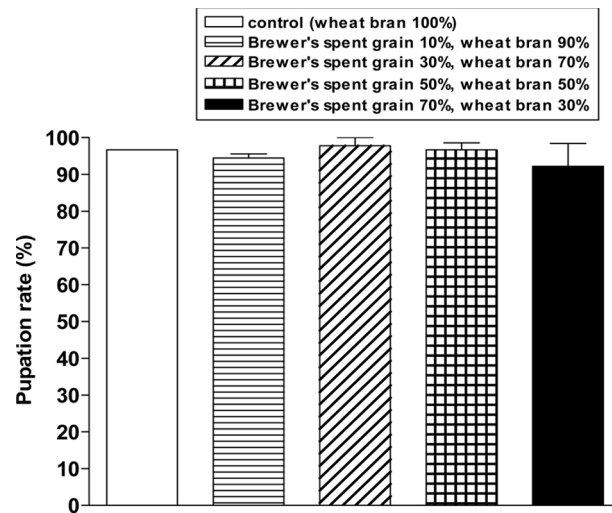 control (wheat bran 100%)
Brewer's spent grain 10%, wheat bran 90%
Brewer's spent grain 30%, wheat bran 70%
Brewer's spent grain 50%, wheat bran 50%
Brewer's spent grain 70%, wheat bran 30%
Pupation rate (%)
100
90
80
70
60
50
40
30
20
10
0